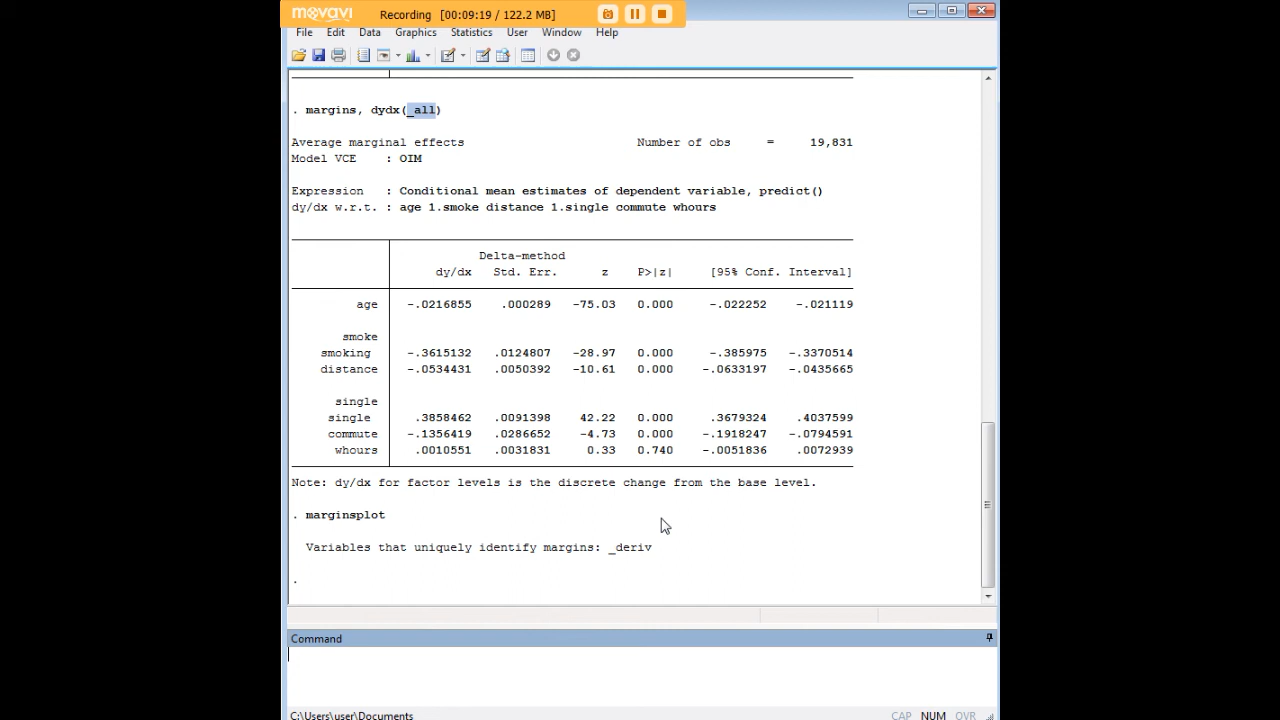 movavi Recording [00:09:19 / 122.2 MB]
File Edit Data Graphics Statistics User Window Help
. margins, dydx(_all)
Average marginal effects Number of obs = 19,831
Model VCE : OIM
Expression : Conditional mean estimates of dependent variable, predict()
dy/dx w.r.t. : age 1.smoke distance 1.single commute whours
Delta-method
dy/dx Std. Err. z P>|z| [95% Conf. Interval]
age -.0216855 .000289 -75.03 0.000 -.022252 -.021119
smoke
smoking -.3615132 .0124807 -28.97 0.000 -.385975 -.3370514
distance -.0534431 .0050392 -10.61 0.000 -.0633197 -.0435665
single
single .3858462 .0091398 42.22 0.000 .3679324 .4037599
commute -.1356419 .0286652 -4.73 0.000 -.1918247 -.0794591
whours .0010551 .0031831 0.33 0.740 -.0051836 .0072939
Note: dy/dx for factor levels is the discrete change from the base level.
. marginsplot
Variables that uniquely identify margins: _deriv
.
Command
C:\Users\user\Documents CAP NUM OVR